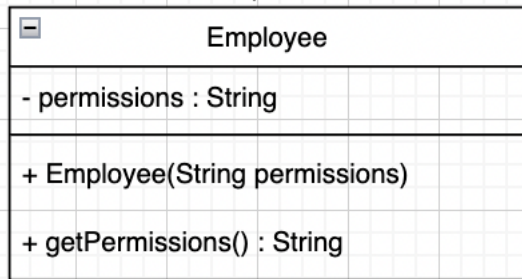 Employee
- permissions : String
+ Employee(String permissions)
+ getPermissions() : String